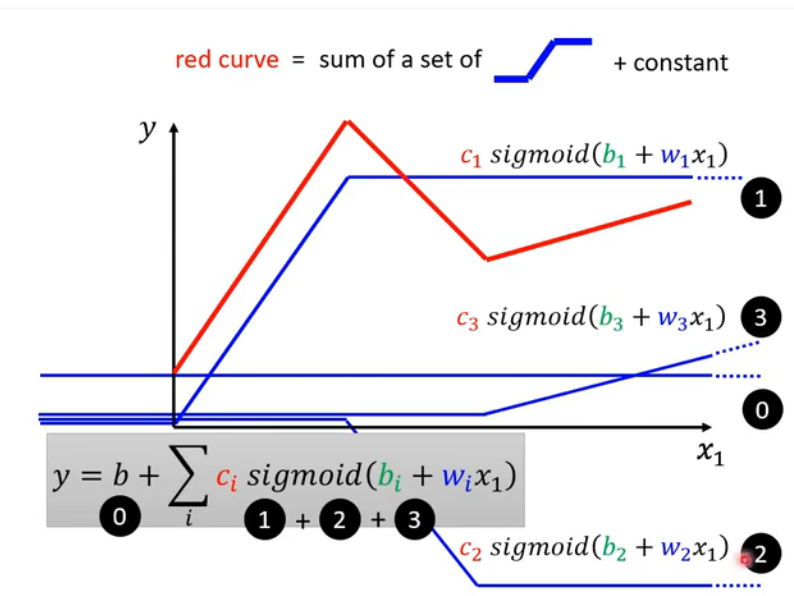 red curve = sum of a set of + constant
y
c₁ sigmoid(b₁ + w₁x₁)
1
c₃ sigmoid(b₃ + w₃x₁) 3
0
x₁
y = b + ∑ cᵢ sigmoid(bᵢ + wᵢx₁)
i
0 1 + 2 + 3
c₂ sigmoid(b₂ + w₂x₁) 2